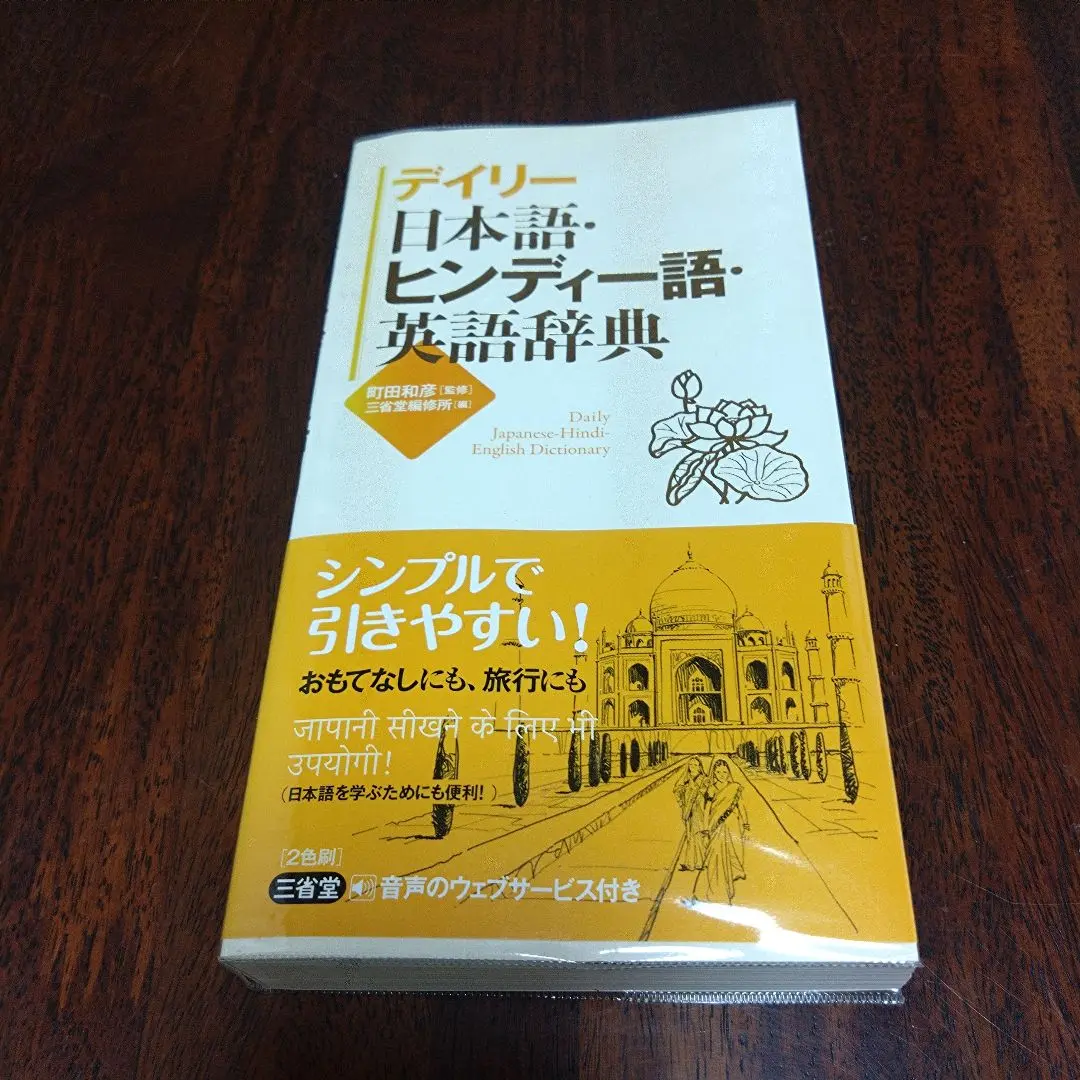 デイリー
日本語・
ヒンディー語・
英語辞典
町田和彦[監修]
三省堂編修所[編]
Daily
Japanese-Hindi-
English Dictionary
シンプルで
引きやすい!
おもてなしにも、旅行にも
जापानी सीखने के लिए भी
उपयोगी!
(日本語を学ぶためにも便利! )
[2色刷]
三省堂 音声のウェブサービス付き